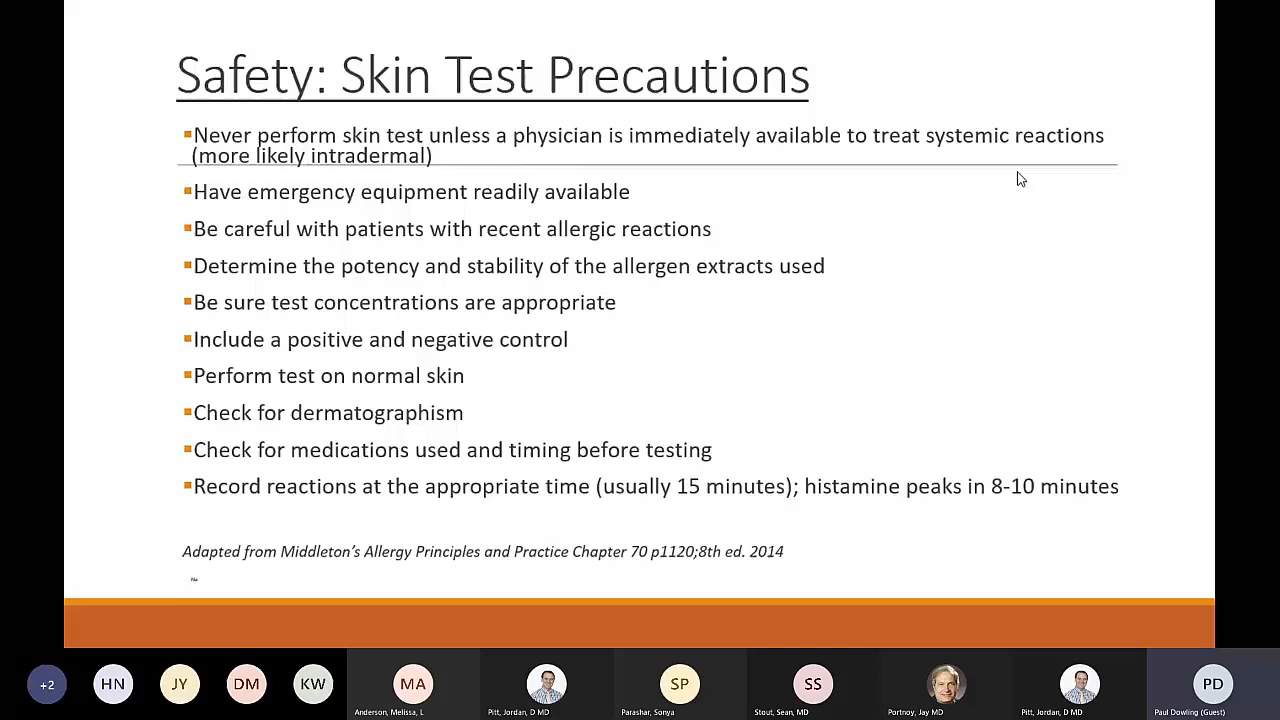 Safety: Skin Test Precautions
▪Never perform skin test unless a physician is immediately available to treat systemic reactions
(more likely intradermal)
▪Have emergency equipment readily available
▪Be careful with patients with recent allergic reactions
▪Determine the potency and stability of the allergen extracts used
▪Be sure test concentrations are appropriate
▪Include a positive and negative control
▪Perform test on normal skin
▪Check for dermatographism
▪Check for medications used and timing before testing
▪Record reactions at the appropriate time (usually 15 minutes); histamine peaks in 8-10 minutes
Adapted from Middleton's Allergy Principles and Practice Chapter 70 p1120;8th ed. 2014
+2 HN JY DM KW MA SP SS PD
Anderson, Melissa, L Pitt, Jordan, D MD Parashar, Sonya Stout, Sean, MD Portnoy, Jay MD Pitt, Jordan, D MD Paul Dowling (Guest)